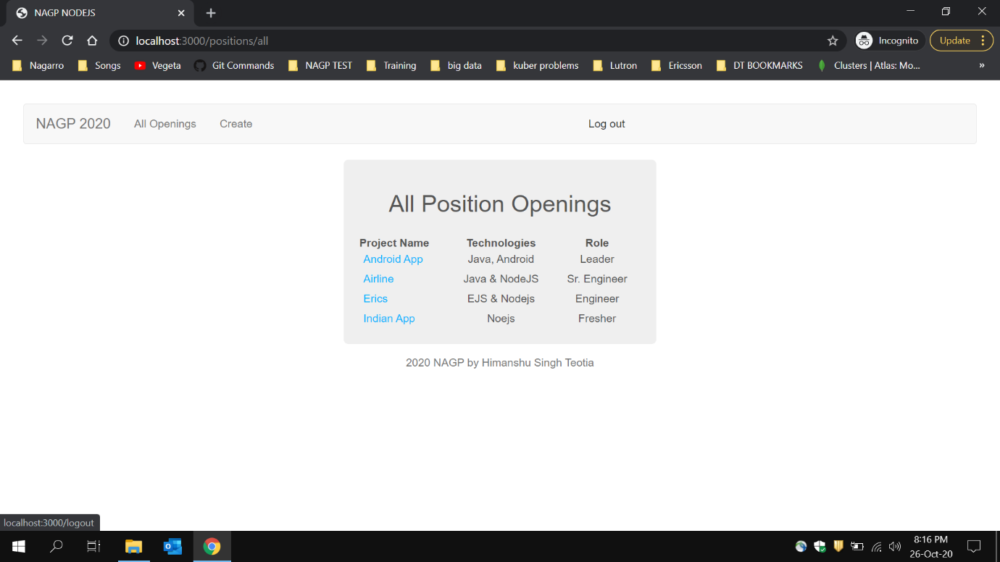 NAGP NODEJS
localhost:3000/positions/all
Incognito
Update
Nagarro Songs Vegeta Git Commands NAGP TEST Training big data kuber problems Lutron Ericsson DT BOOKMARKS Clusters | Atlas: Mo... »
NAGP 2020 All Openings Create Log out
All Position Openings
Project Name Technologies Role
Android App Java, Android Leader
Airline Java & NodeJS Sr. Engineer
Erics EJS & Nodejs Engineer
Indian App Noejs Fresher
2020 NAGP by Himanshu Singh Teotia
localhost:3000/logout
8:16 PM
26-Oct-20